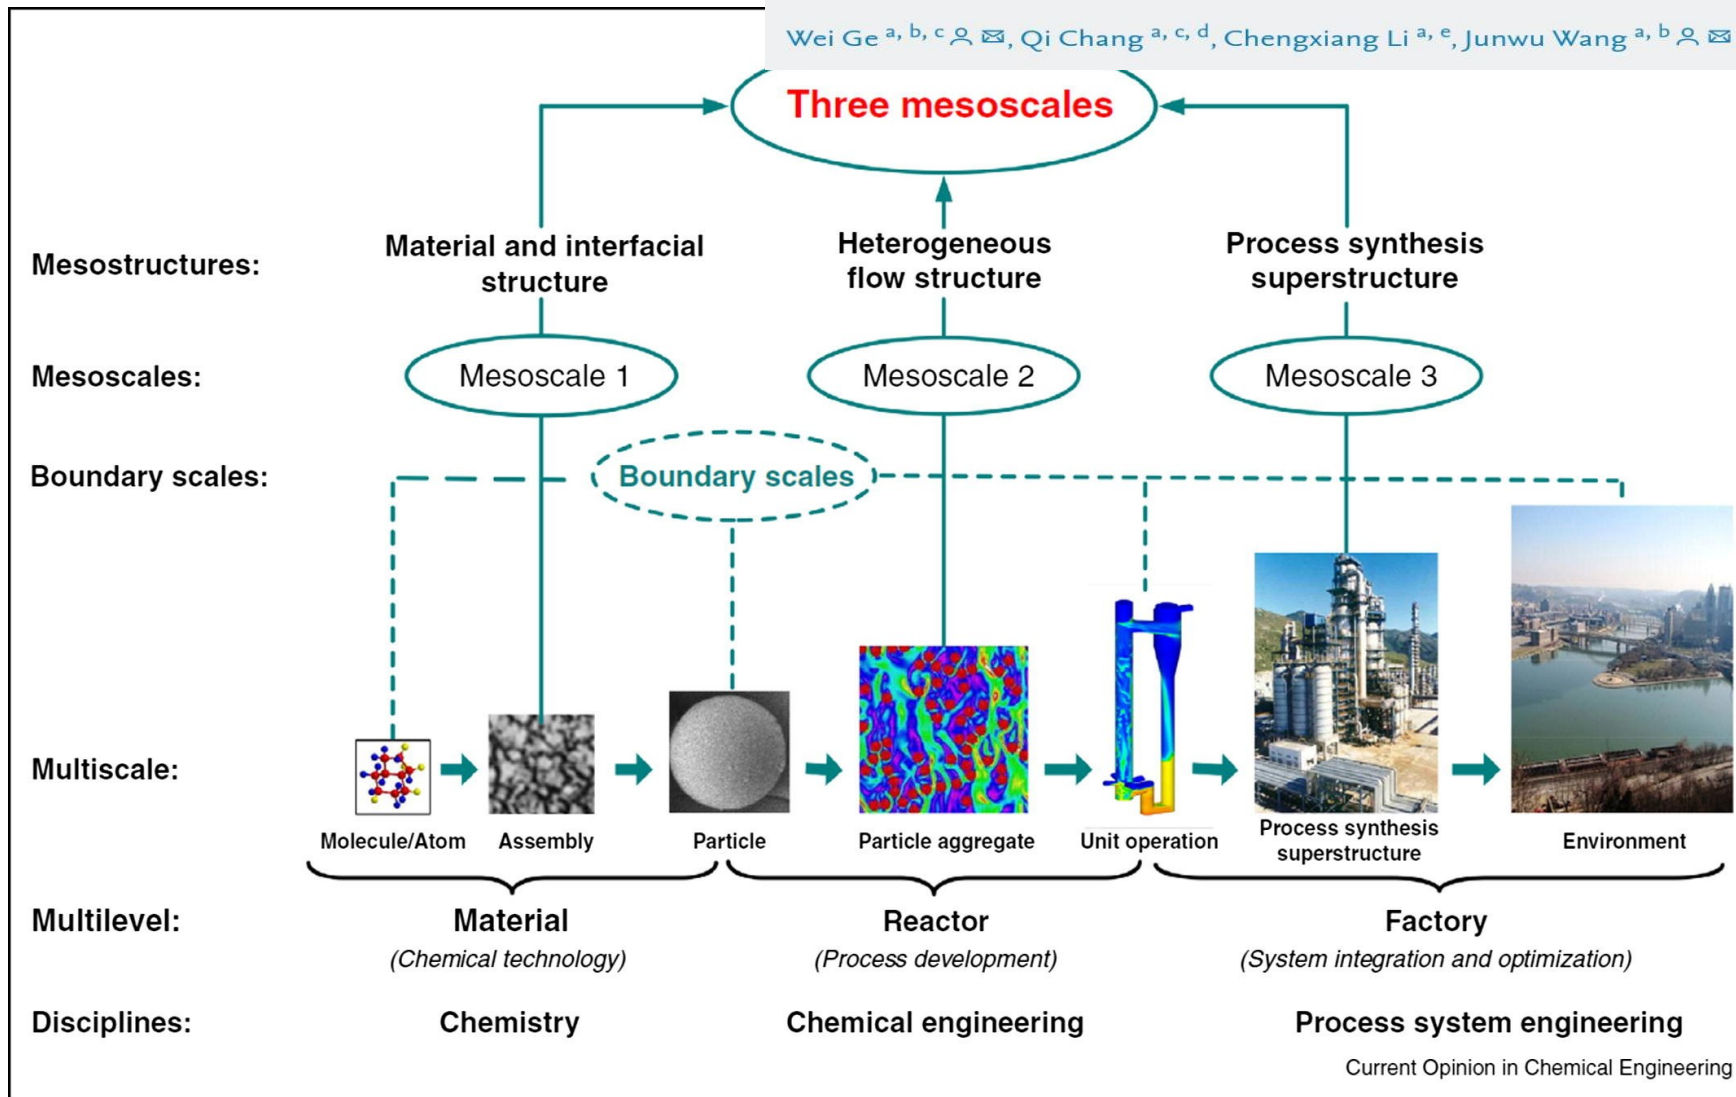 Wei Ge a, b, c, Qi Chang a, c, d, Chengxiang Li a, e, Junwu Wang a, b
Three mesoscales
Mesostructures:
Material and interfacial
structure
Heterogeneous
flow structure
Process synthesis
superstructure
Mesoscales:
Mesoscale 1
Mesoscale 2
Mesoscale 3
Boundary scales:
Boundary scales
Multiscale:
Molecule/Atom
Assembly
Particle
Particle aggregate
Unit operation
Process synthesis
superstructure
Environment
Multilevel:
Material
(Chemical technology)
Reactor
(Process development)
Factory
(System integration and optimization)
Disciplines:
Chemistry
Chemical engineering
Process system engineering
Current Opinion in Chemical Engineering